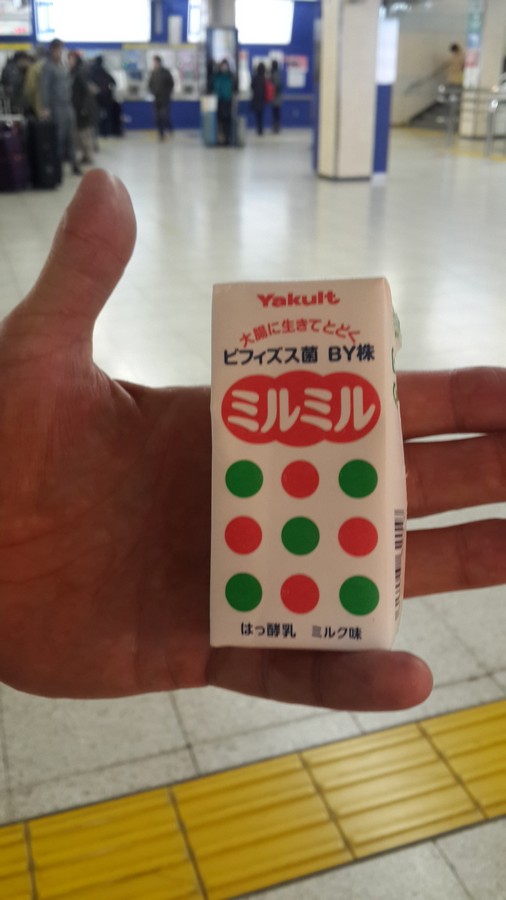 Yakult
大腸に生きてとどく
ビフィズス菌 BY株
ミルミル
はっ酵乳 ミルク味